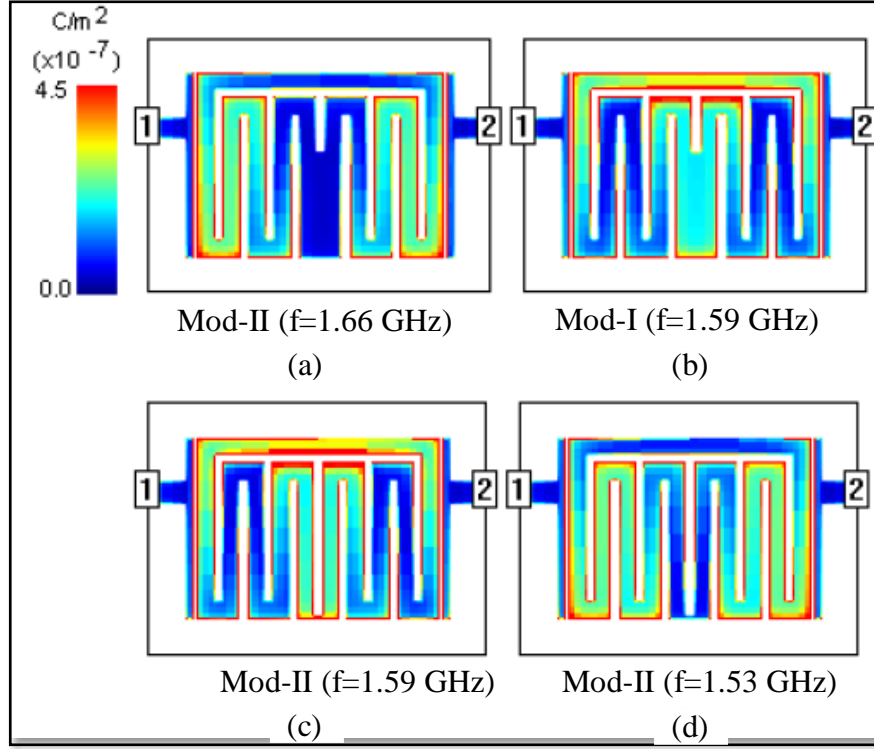 C/m 2
(x10 -7)
4.5
0.0
1
2
1
2
Mod-II (f=1.66 GHz)
Mod-I (f=1.59 GHz)
(a)
(b)
1
2
1
2
Mod-II (f=1.59 GHz)
Mod-II (f=1.53 GHz)
(c)
(d)